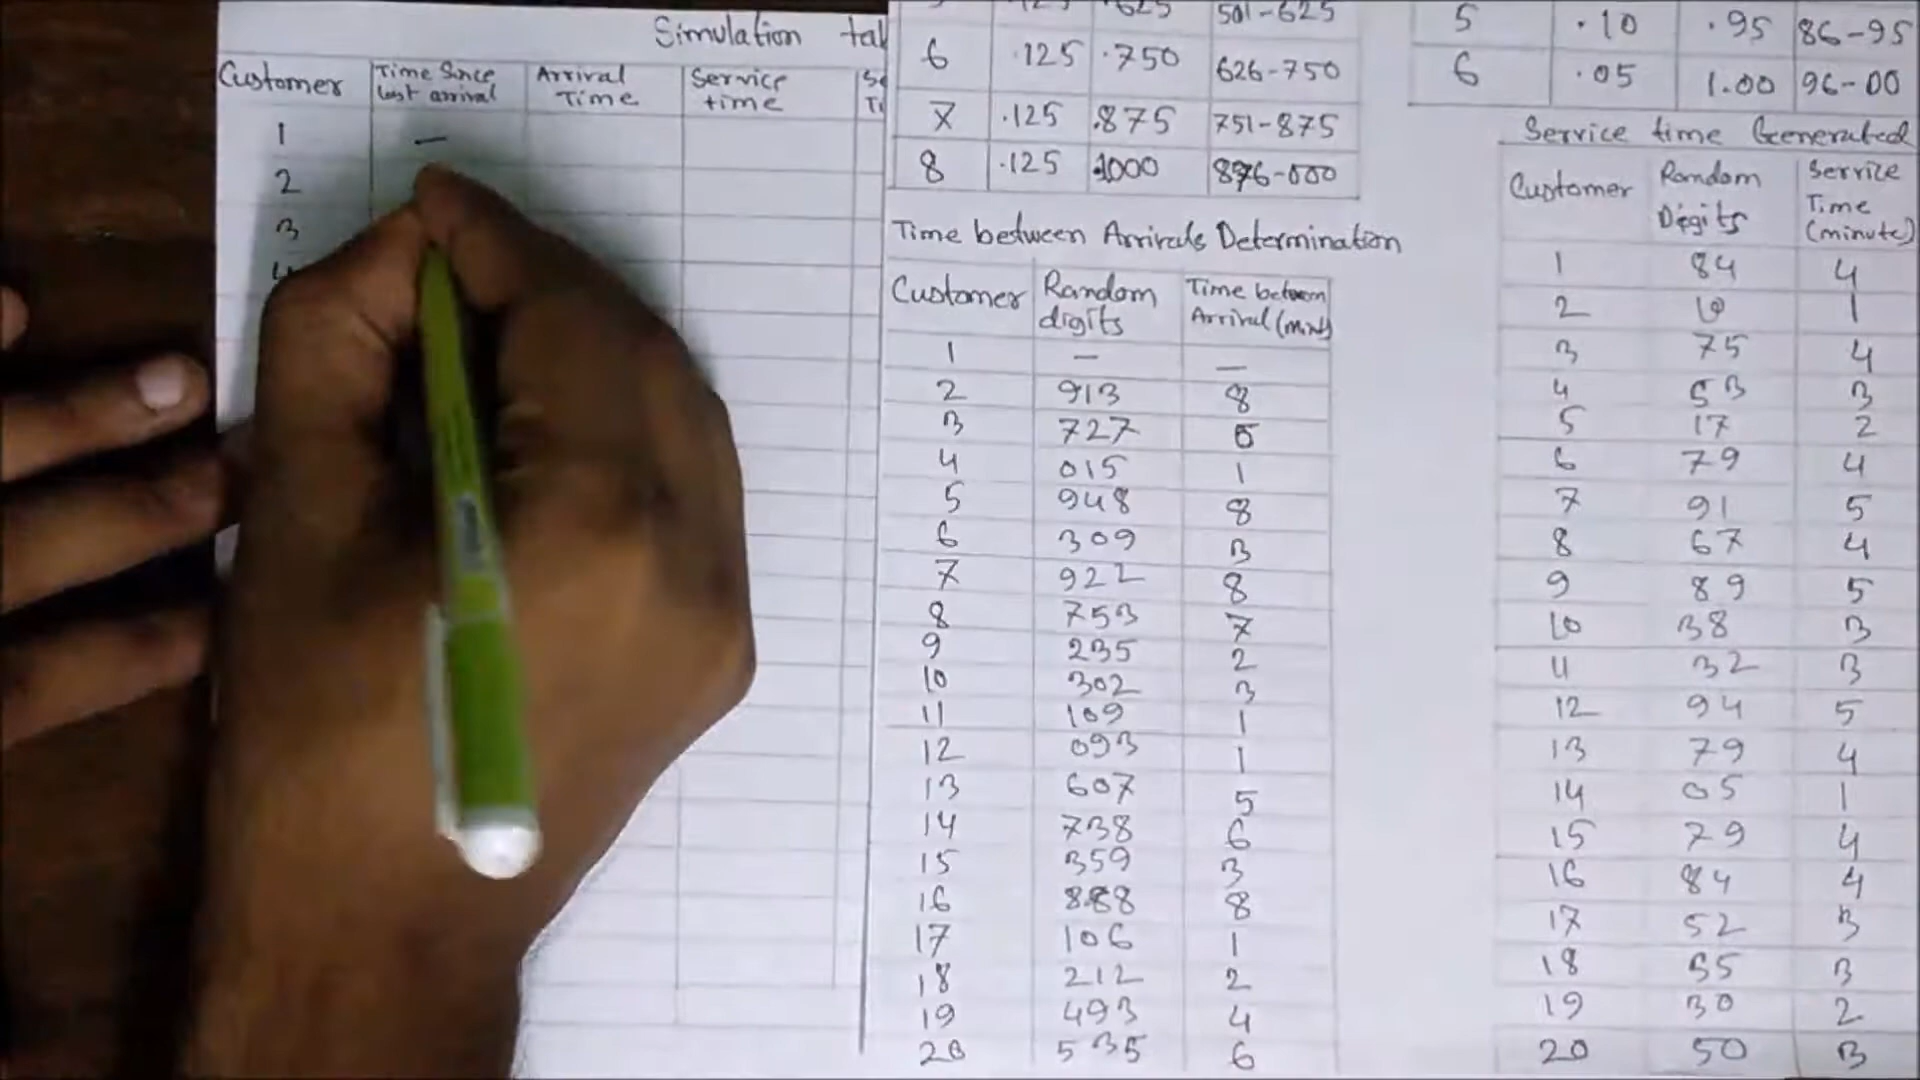 Simulation tab
Customer Time Since last arrival Arrival Time Service time
1 —
2
3
4
.625 501-625
6 .125 .750 626-750
7 .125 .875 751-875
8 .125 1000 876-000
Time between Arrivals Determination
Customer Random digits Time between Arrival (mint)
1 — —
2 913 8
3 727 6
4 015 1
5 948 8
6 309 3
7 922 8
8 753 7
9 235 2
10 302 3
11 109 1
12 093 1
13 607 5
14 738 6
15 359 3
16 888 8
17 106 1
18 212 2
19 493 4
20 535 6
5 .10 .95 86-95
6 .05 1.00 96-00
Service time Generated
Customer Random Digits Service Time (minute)
1 84 4
2 10 1
3 75 4
4 53 3
5 17 2
6 79 4
7 91 5
8 67 4
9 89 5
10 38 3
11 32 3
12 94 5
13 79 4
14 05 1
15 79 4
16 84 4
17 52 3
18 55 3
19 30 2
20 50 3